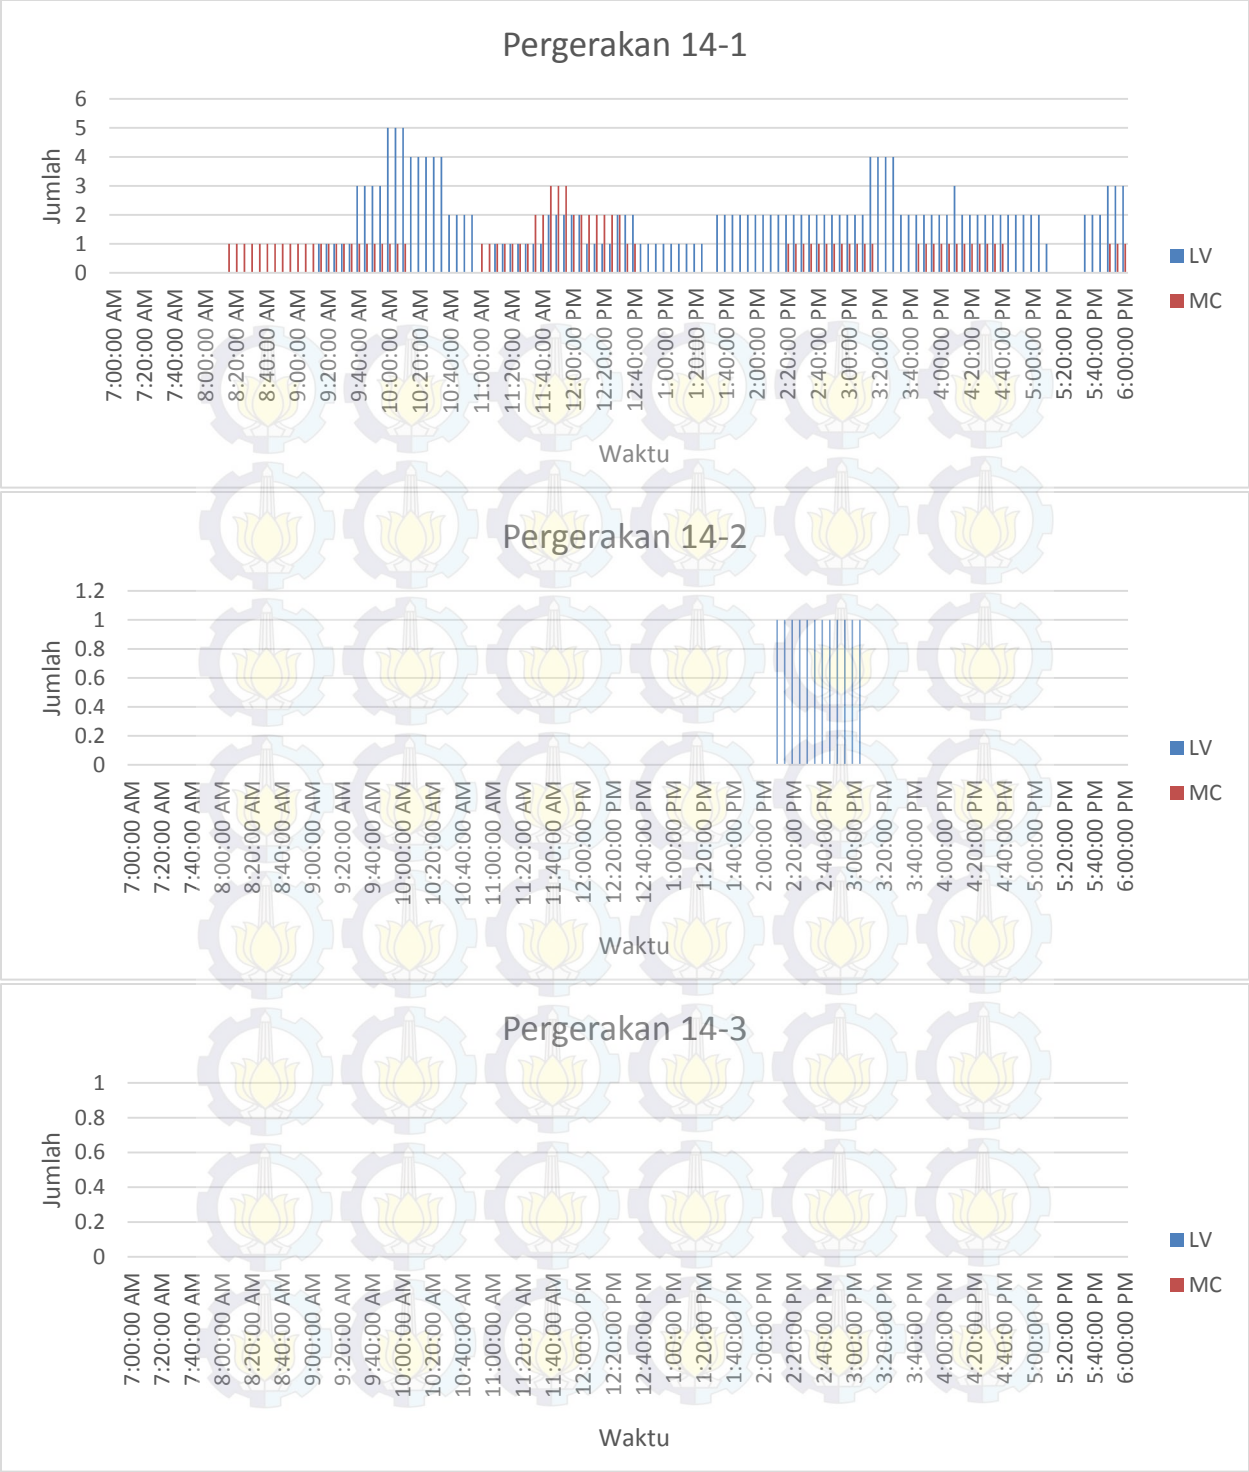 Pergerakan 14-1
6
5
4
3
2
1
0
Jumlah
7:00:00 AM
7:20:00 AM
7:40:00 AM
8:00:00 AM
8:20:00 AM
8:40:00 AM
9:00:00 AM
9:20:00 AM
9:40:00 AM
10:00:00 AM
10:20:00 AM
10:40:00 AM
11:00:00 AM
11:20:00 AM
11:40:00 AM
12:00:00 PM
12:20:00 PM
12:40:00 PM
1:00:00 PM
1:20:00 PM
1:40:00 PM
2:00:00 PM
2:20:00 PM
2:40:00 PM
3:00:00 PM
3:20:00 PM
3:40:00 PM
4:00:00 PM
4:20:00 PM
4:40:00 PM
5:00:00 PM
5:20:00 PM
5:40:00 PM
6:00:00 PM
Waktu
LV
MC
Pergerakan 14-2
1.2
1
0.8
0.6
0.4
0.2
0
Jumlah
7:00:00 AM
7:20:00 AM
7:40:00 AM
8:00:00 AM
8:20:00 AM
8:40:00 AM
9:00:00 AM
9:20:00 AM
9:40:00 AM
10:00:00 AM
10:20:00 AM
10:40:00 AM
11:00:00 AM
11:20:00 AM
11:40:00 AM
12:00:00 PM
12:20:00 PM
12:40:00 PM
1:00:00 PM
1:20:00 PM
1:40:00 PM
2:00:00 PM
2:20:00 PM
2:40:00 PM
3:00:00 PM
3:20:00 PM
3:40:00 PM
4:00:00 PM
4:20:00 PM
4:40:00 PM
5:00:00 PM
5:20:00 PM
5:40:00 PM
6:00:00 PM
Waktu
LV
MC
Pergerakan 14-3
1
0.8
0.6
0.4
0.2
0
Jumlah
7:00:00 AM
7:20:00 AM
7:40:00 AM
8:00:00 AM
8:20:00 AM
8:40:00 AM
9:00:00 AM
9:20:00 AM
9:40:00 AM
10:00:00 AM
10:20:00 AM
10:40:00 AM
11:00:00 AM
11:20:00 AM
11:40:00 AM
12:00:00 PM
12:20:00 PM
12:40:00 PM
1:00:00 PM
1:20:00 PM
1:40:00 PM
2:00:00 PM
2:20:00 PM
2:40:00 PM
3:00:00 PM
3:20:00 PM
3:40:00 PM
4:00:00 PM
4:20:00 PM
4:40:00 PM
5:00:00 PM
5:20:00 PM
5:40:00 PM
6:00:00 PM
Waktu
LV
MC